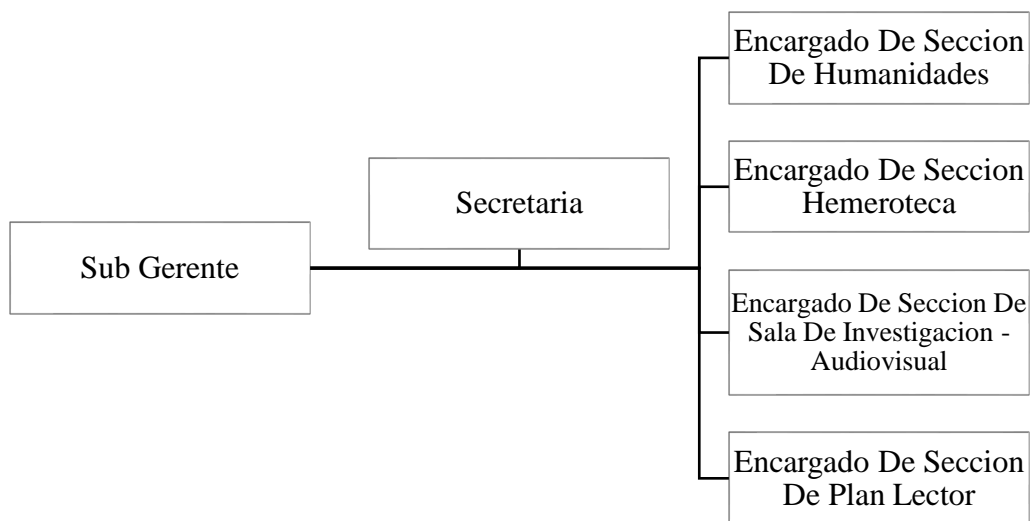 Sub Gerente
Secretaria
Encargado De Seccion
De Humanidades
Encargado De Seccion
Hemeroteca
Encargado De Seccion De
Sala De Investigacion -
Audiovisual
Encargado De Seccion
De Plan Lector